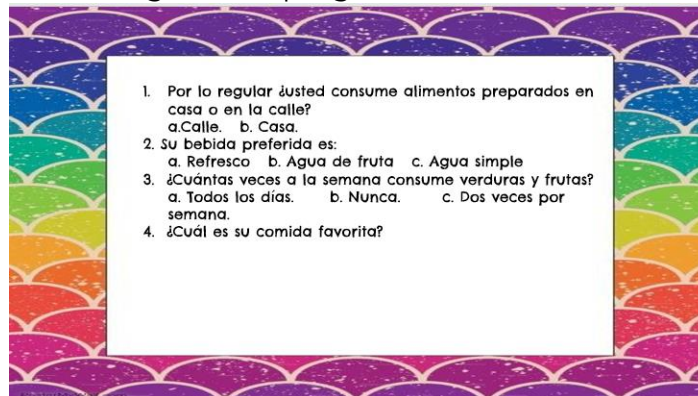 1. Por lo regular ¿usted consume alimentos preparados en
casa o en la calle?
a.Calle. b. Casa.
2. Su bebida preferida es:
a. Refresco b. Agua de fruta c. Agua simple
3. ¿Cuántas veces a la semana consume verduras y frutas?
a. Todos los días. b. Nunca. c. Dos veces por
semana.
4. ¿Cuál es su comida favorita?